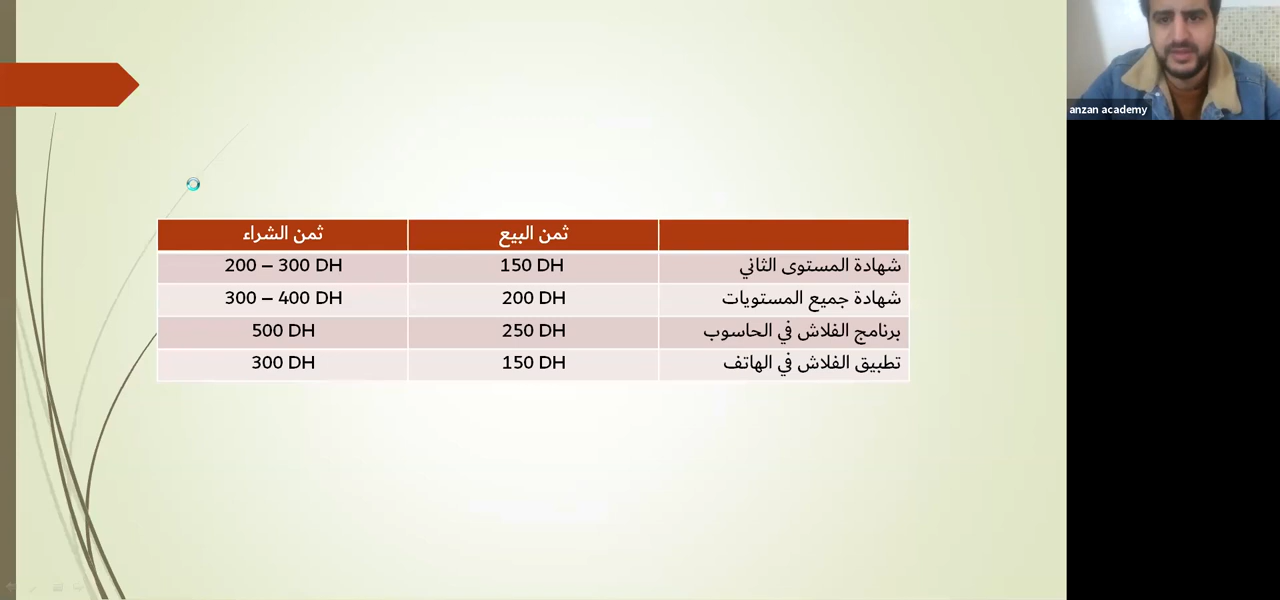 ثمن البيع ثمن الشراء
شهادة المستوى الثاني 150 DH 200 – 300 DH
شهادة جميع المستويات 200 DH 300 – 400 DH
برنامج الفلاش في الحاسوب 250 DH 500 DH
تطبيق الفلاش في الهاتف 150 DH 300 DH
anzan academy